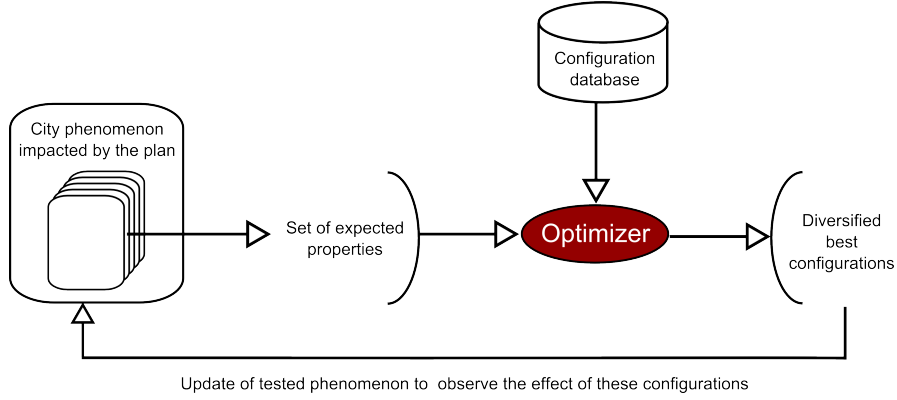 Configuration
database
City phenomenon
impacted by the plan
Set of expected
properties
Optimizer
Diversified
best
configurations
Update of tested phenomenon to  observe the effect of these configurations